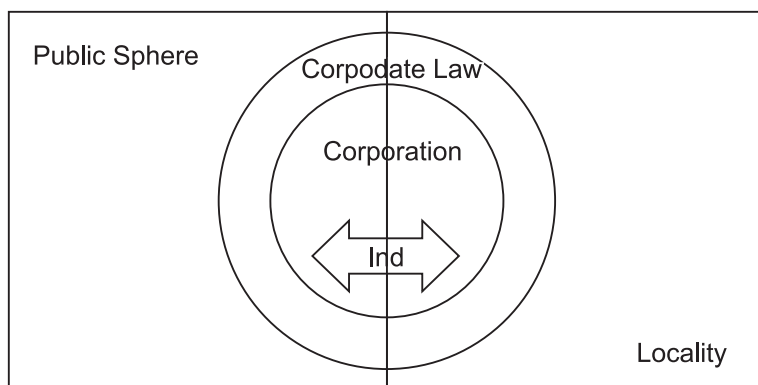 Public Sphere
Corpodate Law
Corporation
Ind
Locality